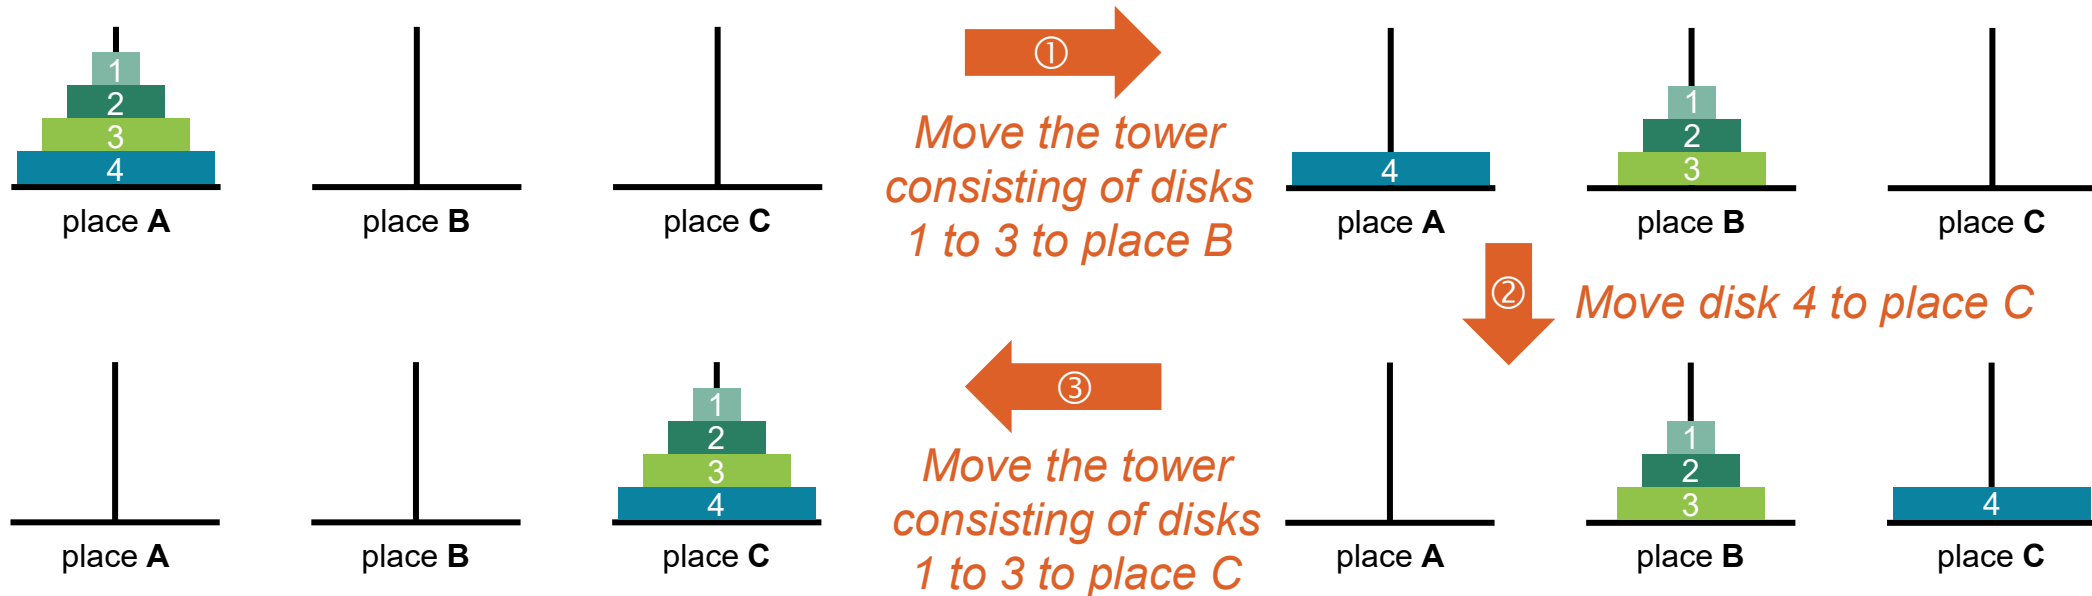 1
2
3
4
place A
place B
place C
①
Move the tower
consisting of disks
1 to 3 to place B
4
place A
1
2
3
place B
place C
②
Move disk 4 to place C
1
2
3
4
place A
place B
place C
③
Move the tower
consisting of disks
1 to 3 to place C
place A
1
2
3
place B
4
place C